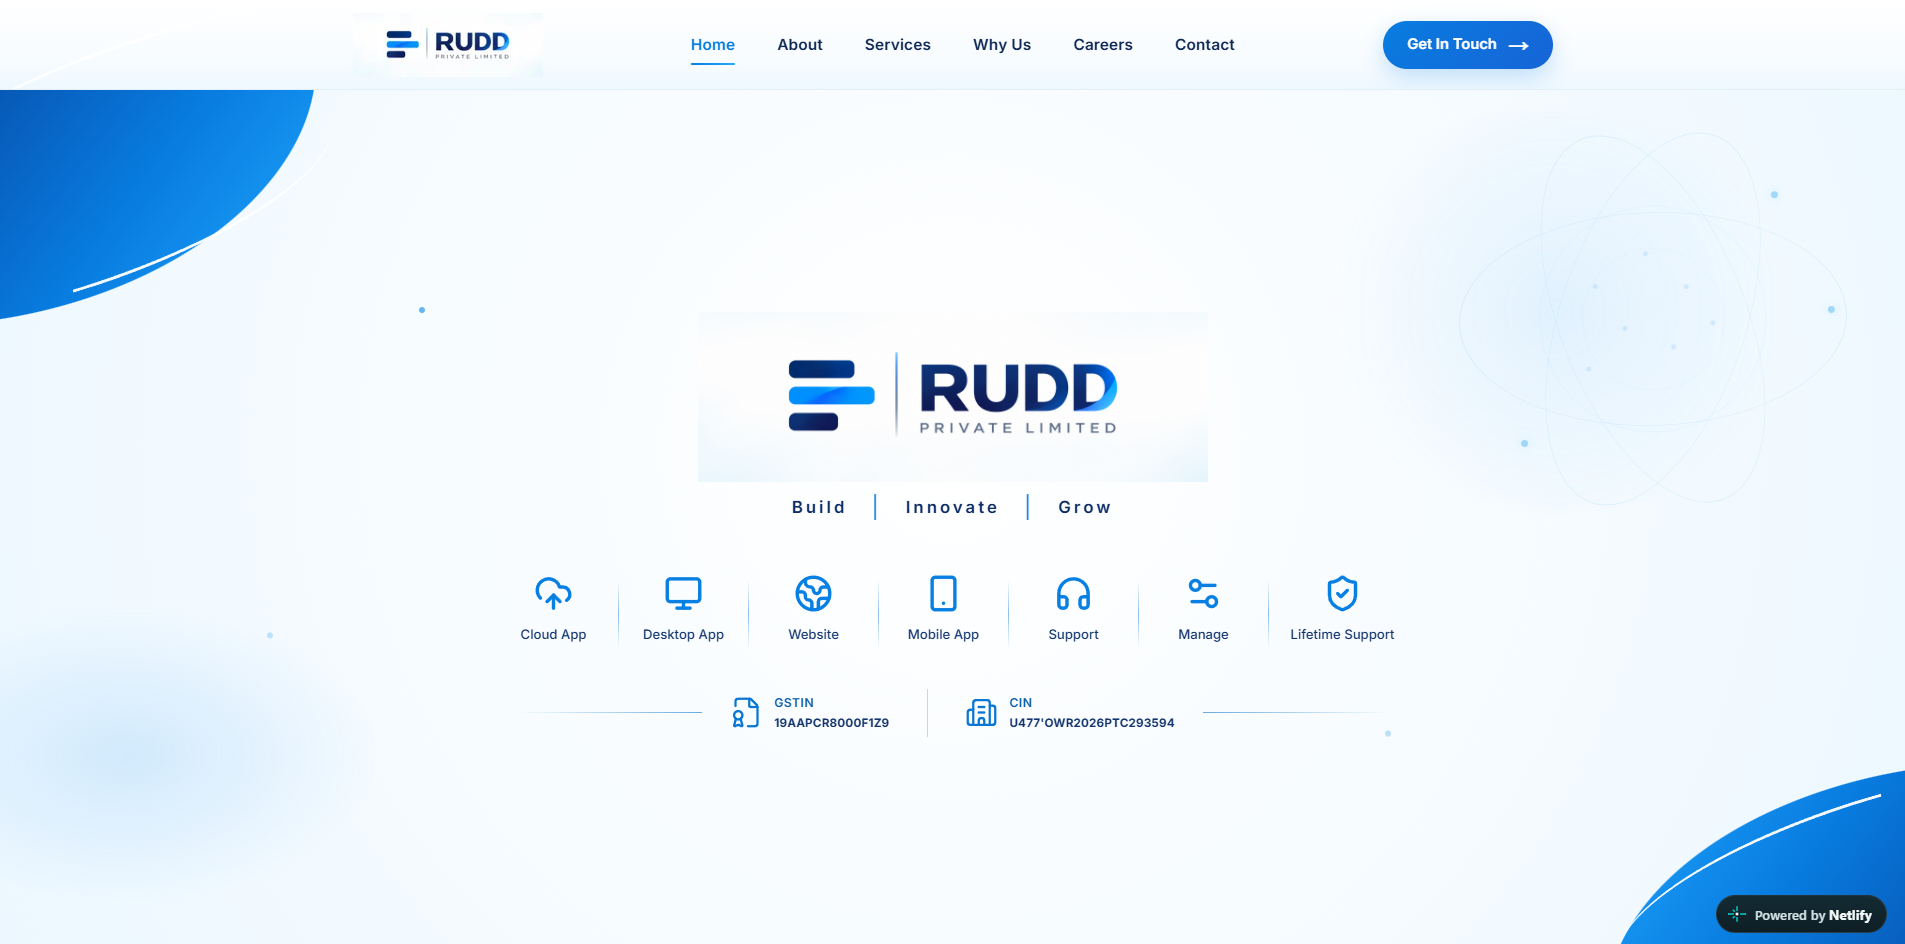 RUDD
PRIVATE LIMITED
Home About Services Why Us Careers Contact
Get In Touch
RUDD
PRIVATE LIMITED
Build Innovate Grow
Cloud App Desktop App Website Mobile App Support Manage Lifetime Support
GSTIN
19AAPCR8000F1Z9
CIN
U477'OWR2026PTC293594
Powered by Netlify